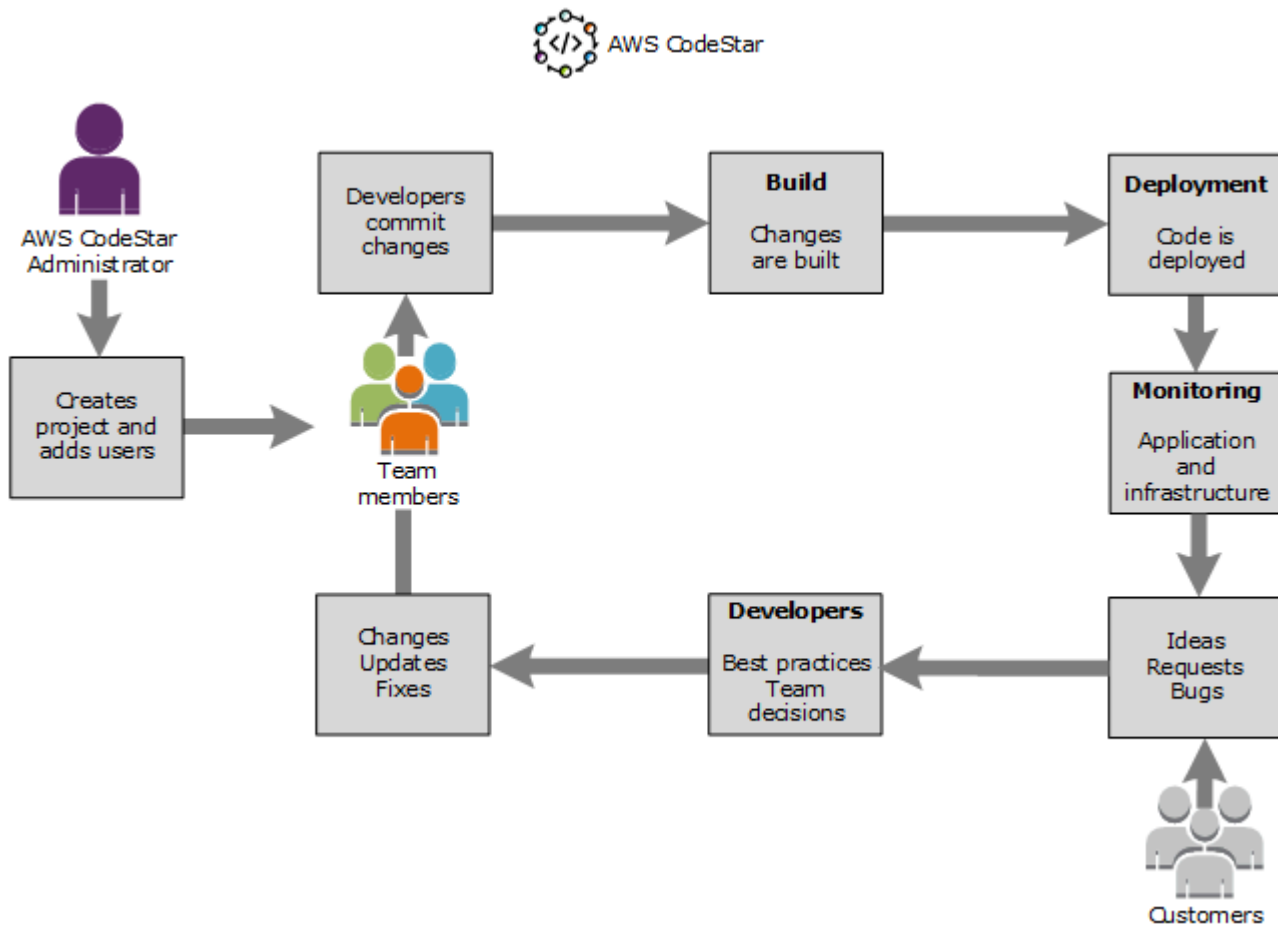 </>
AWS CodeStar
AWS CodeStar
Administrator
Creates
project and
adds users
Team
members
Developers
commit
changes
Build
Changes
are built
Deployment
Code is
deployed
Monitoring
Application
and
infrastructure
Ideas
Requests
Bugs
Customers
Developers
Best practices
Team
decisions
Changes
Updates
Fixes